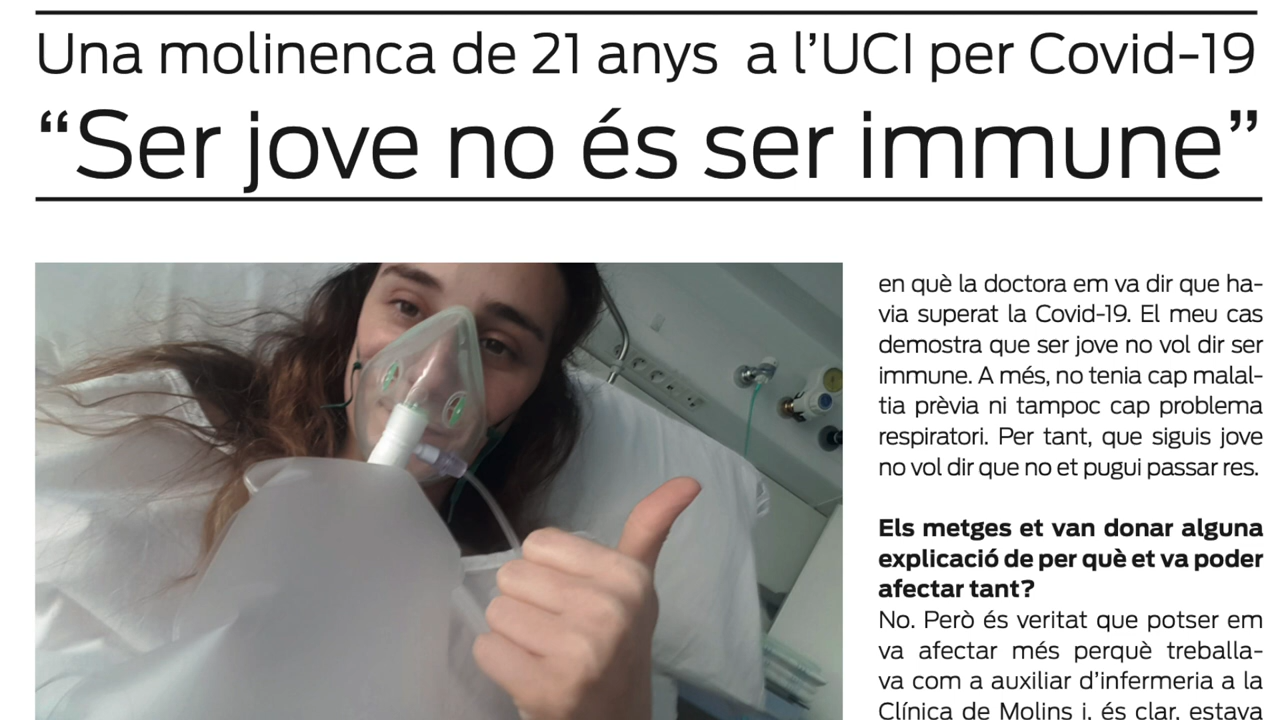 Una molinenca de 21 anys a l’UCI per Covid-19
“Ser jove no és ser immune”
en què la doctora em va dir que ha-
via superat la Covid-19. El meu cas
demostra que ser jove no vol dir ser
immune. A més, no tenia cap malal-
tia prèvia ni tampoc cap problema
respiratori. Per tant, que siguis jove
no vol dir que no et pugui passar res.
Els metges et van donar alguna
explicació de per què et va poder
afectar tant?
No. Però és veritat que potser em
va afectar més perquè treballa-
va com a auxiliar d’infermeria a la
Clínica de Molins i, és clar, estava